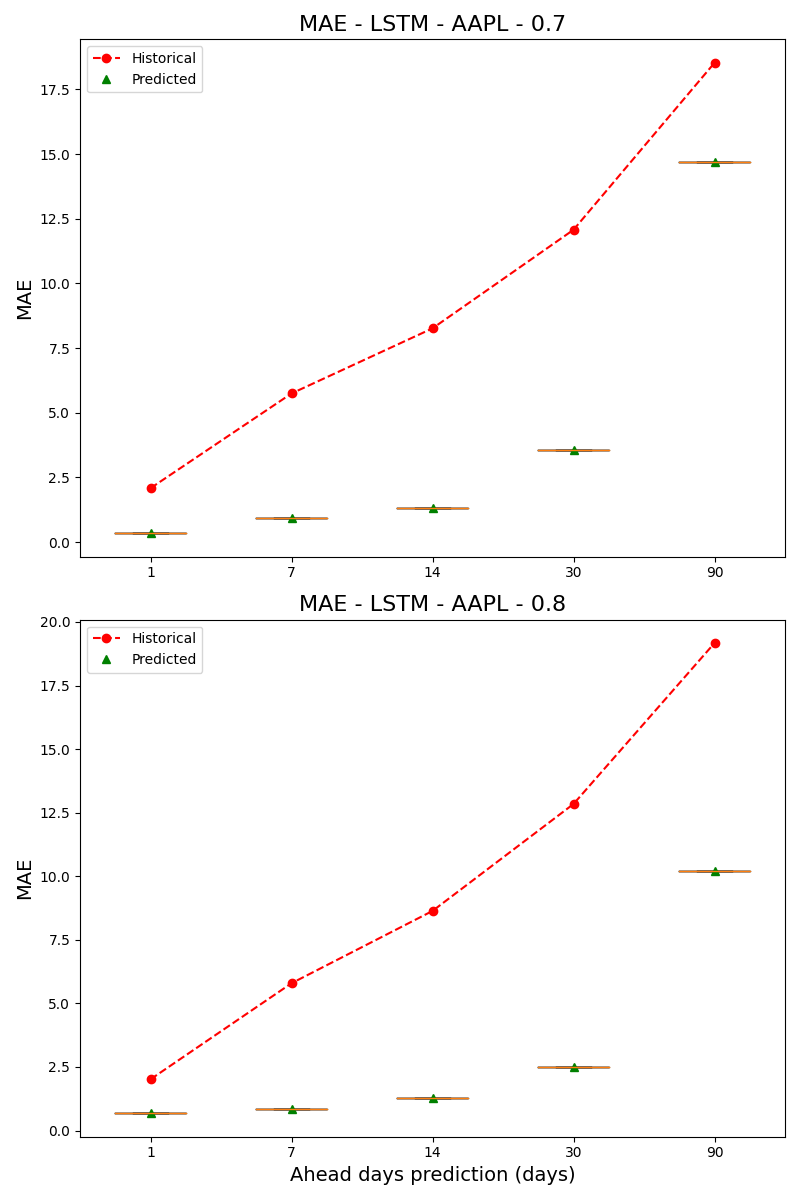 MAE - LSTM - AAPL - 0.7
Historical
Predicted
MAE
17.5
15.0
12.5
10.0
7.5
5.0
2.5
0.0
1 7 14 30 90
MAE - LSTM - AAPL - 0.8
Historical
Predicted
MAE
20.0
17.5
15.0
12.5
10.0
7.5
5.0
2.5
0.0
1 7 14 30 90
Ahead days prediction (days)